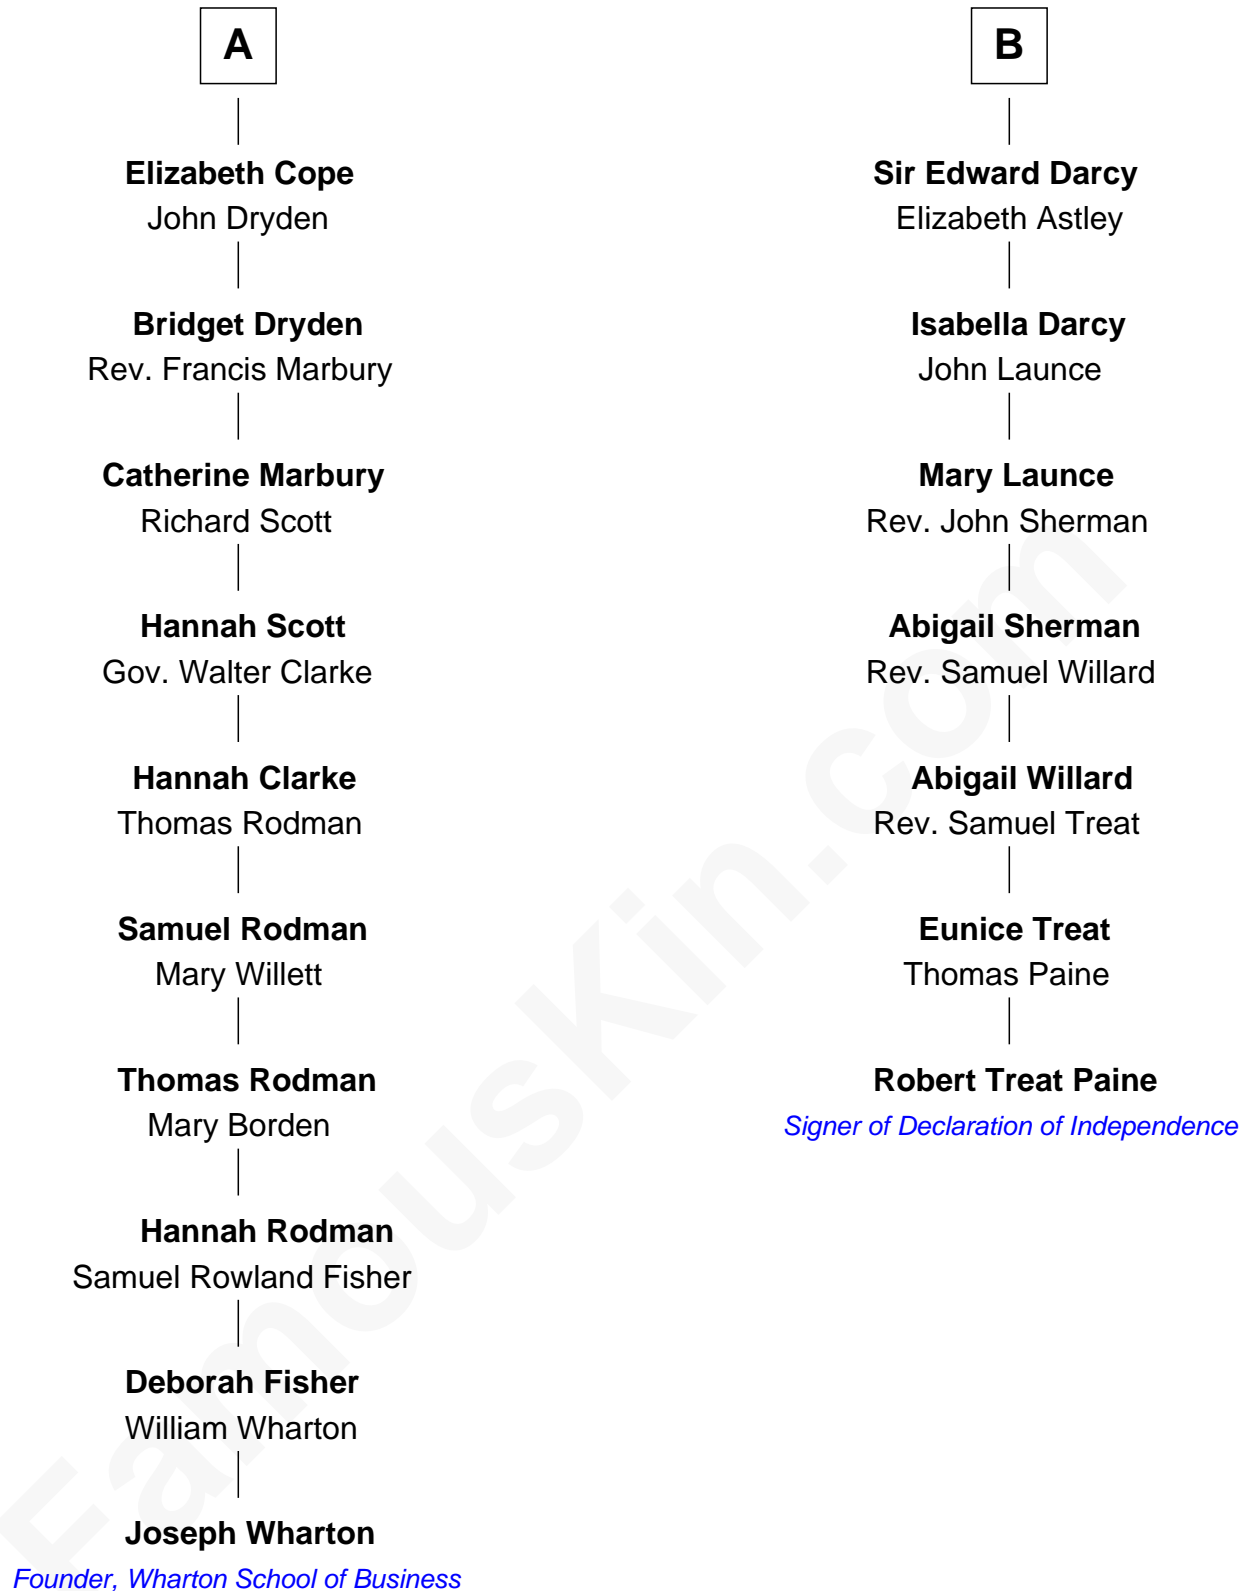 A
Elizabeth Cope
John Dryden
Bridget Dryden
Rev. Francis Marbury
Catherine Marbury
Richard Scott
Hannah Scott
Gov. Walter Clarke
Hannah Clarke
Thomas Rodman
Samuel Rodman
Mary Willett
Thomas Rodman
Mary Borden
Hannah Rodman
Samuel Rowland Fisher
Deborah Fisher
William Wharton
Joseph Wharton
Founder, Wharton School of Business
B
Sir Edward Darcy
Elizabeth Astley
Isabella Darcy
John Launce
Mary Launce
Rev. John Sherman
Abigail Sherman
Rev. Samuel Willard
Abigail Willard
Rev. Samuel Treat
Eunice Treat
Thomas Paine
Robert Treat Paine
Signer of Declaration of Independence
FamousKin.com